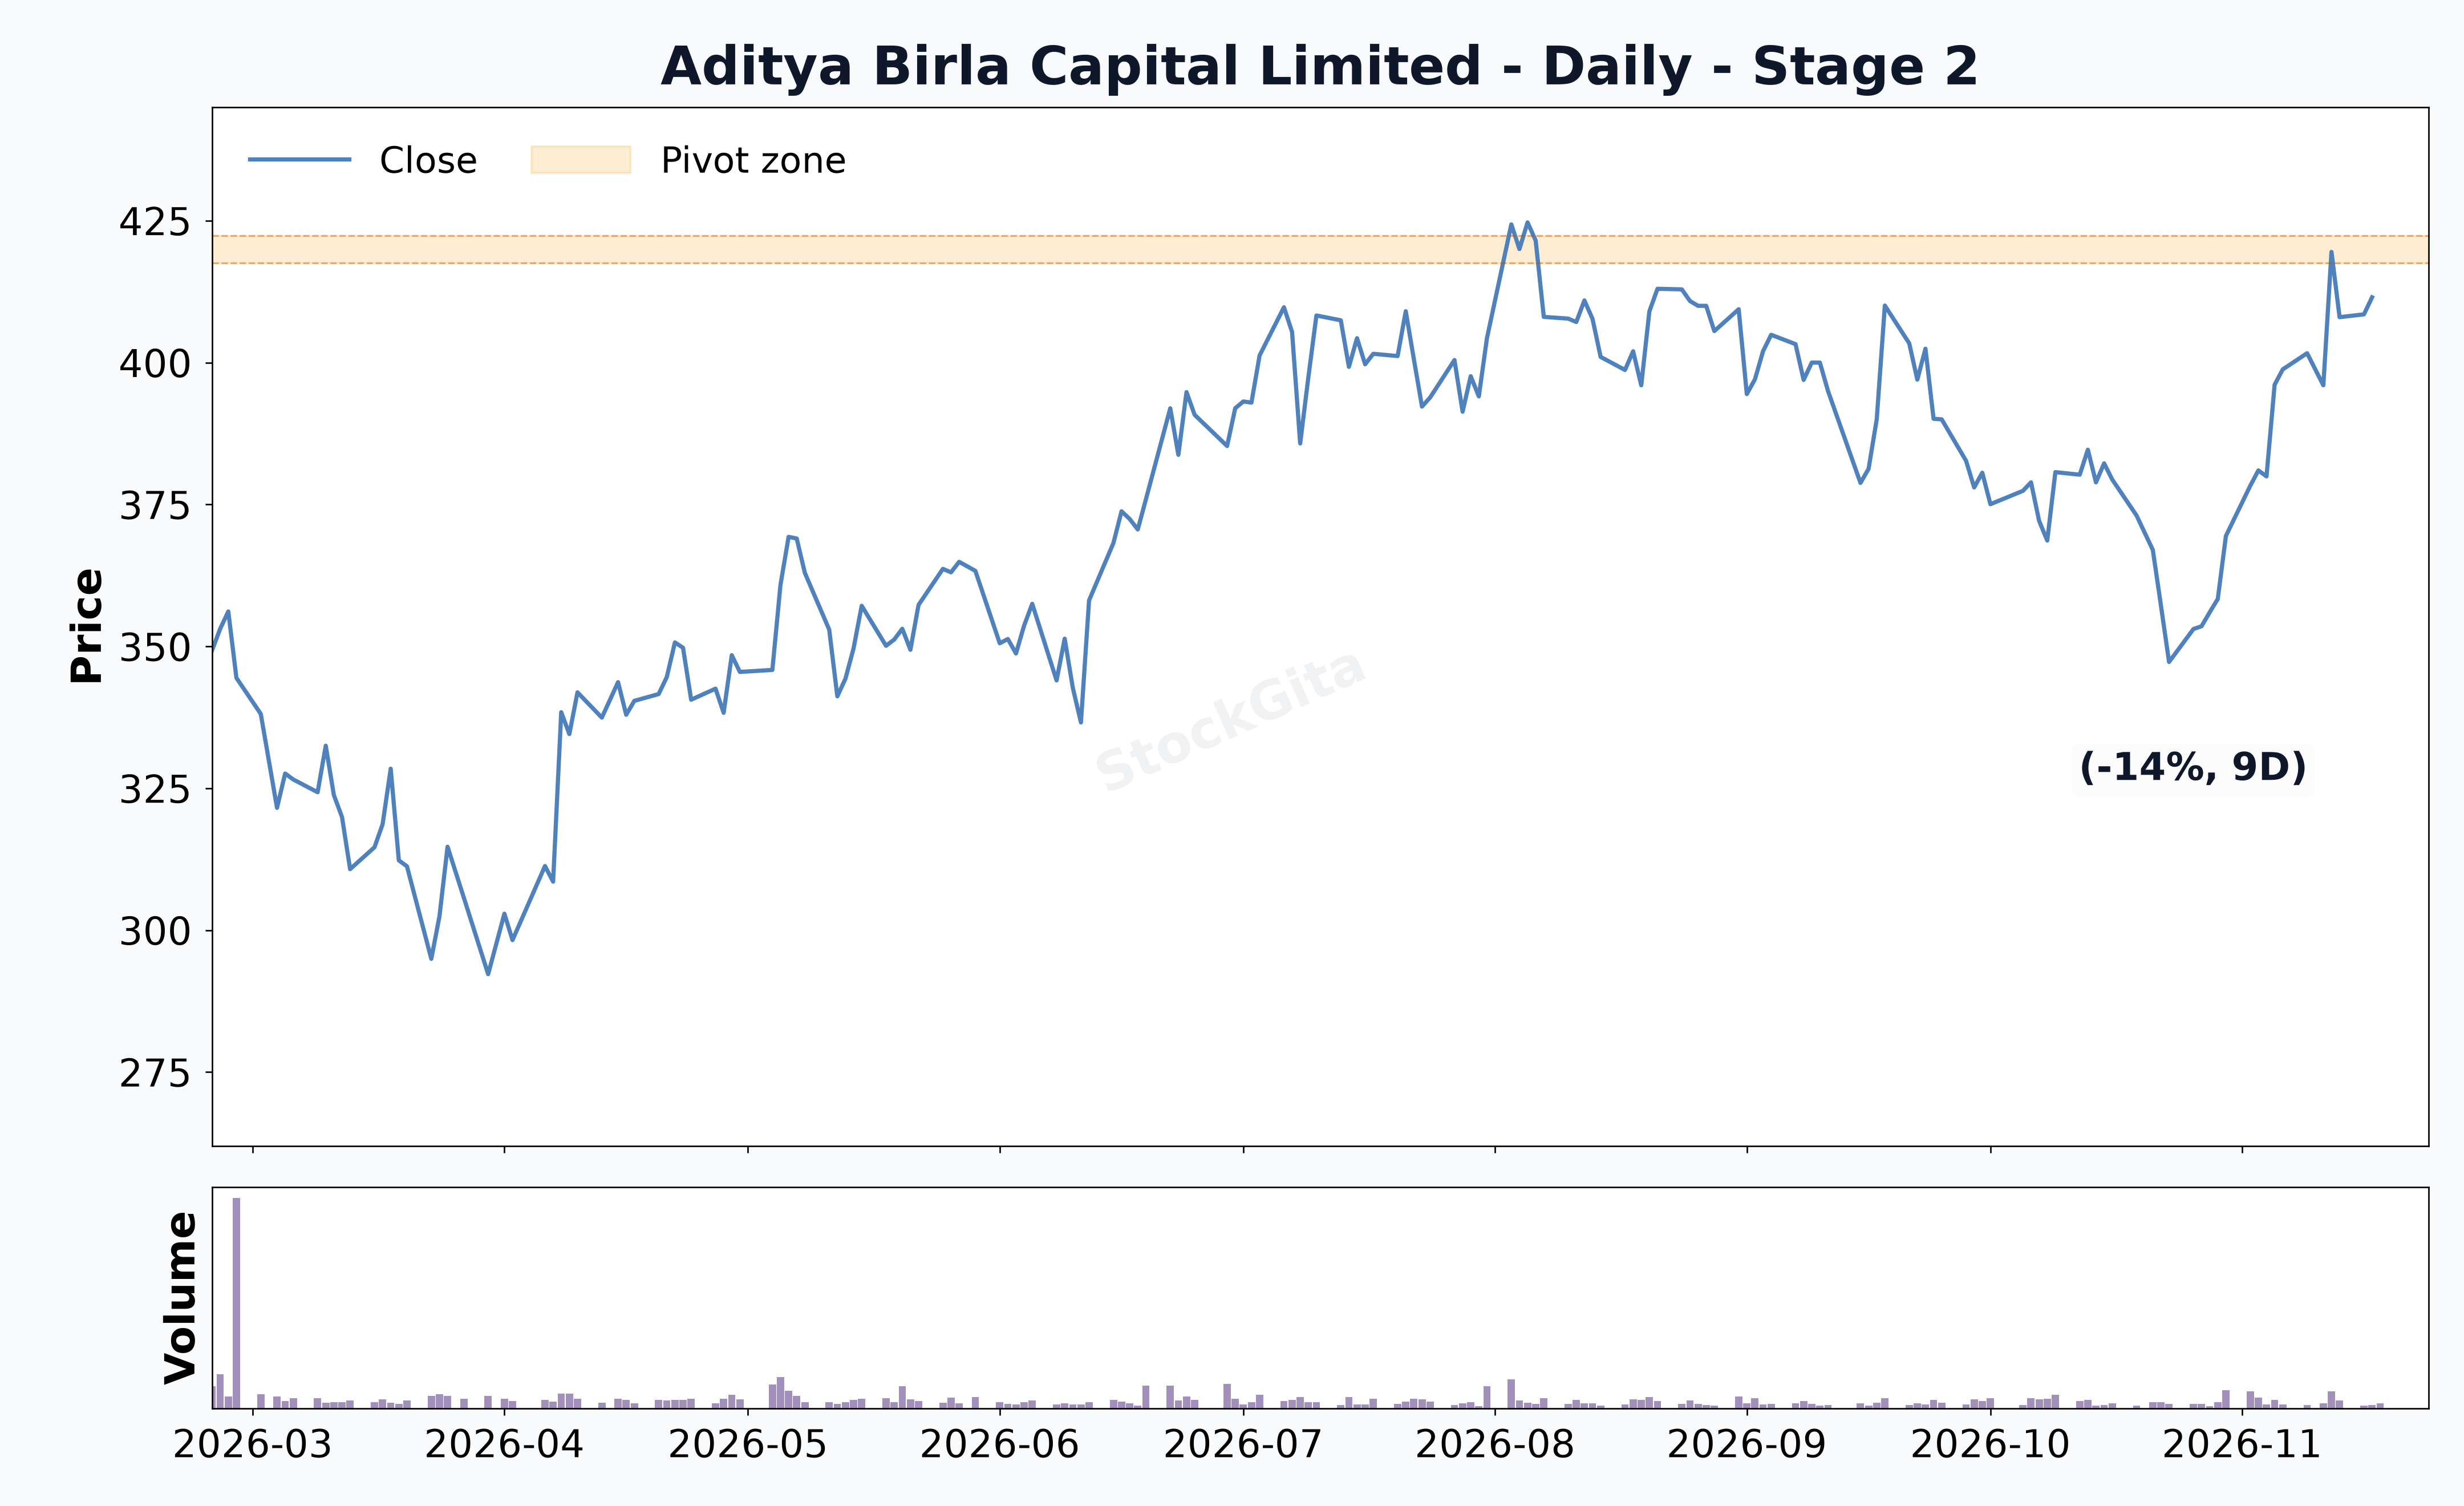 Aditya Birla Capital Limited - Daily - Stage 2
Close
Pivot zone
425
400
375
350
325
300
275
Price
StockGita
(-14%, 9D)
Volume
2026-03
2026-04
2026-05
2026-06
2026-07
2026-08
2026-09
2026-10
2026-11